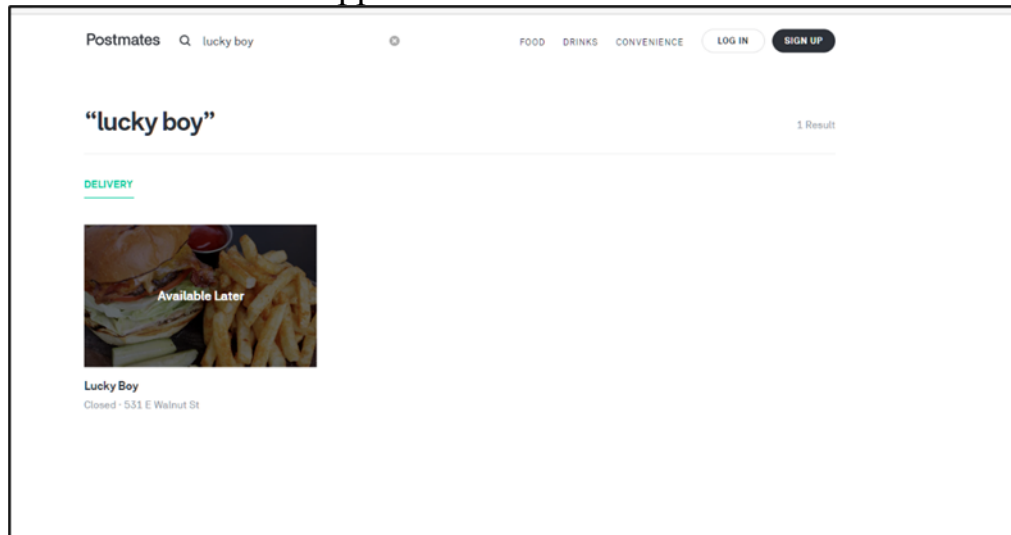 Postmates lucky boy FOOD DRINKS CONVENIENCE LOG IN SIGN UP
“lucky boy” 1 Result
DELIVERY
Available Later
Lucky Boy
Closed · 531 E Walnut St